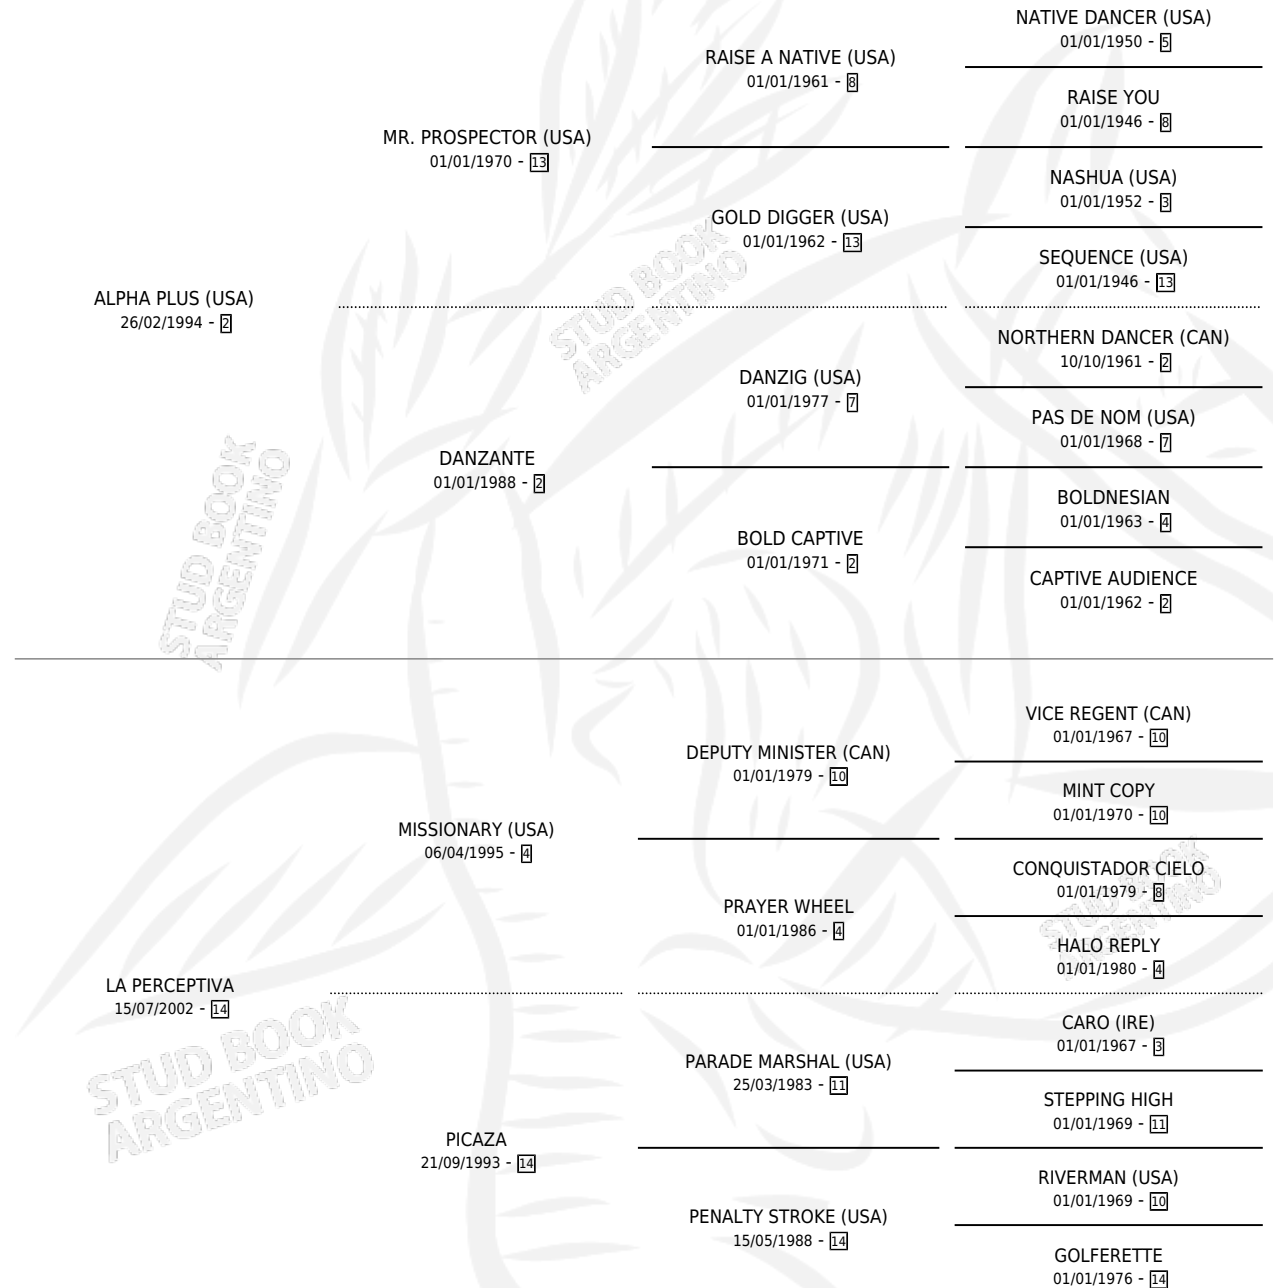 NATIVE DANCER (USA)
01/01/1950 - 5
RAISE A NATIVE (USA)
01/01/1961 - 8
RAISE YOU
01/01/1946 - 8
MR. PROSPECTOR (USA)
01/01/1970 - 13
NASHUA (USA)
01/01/1952 - 3
GOLD DIGGER (USA)
01/01/1962 - 13
SEQUENCE (USA)
01/01/1946 - 13
ALPHA PLUS (USA)
26/02/1994 - 2
NORTHERN DANCER (CAN)
10/10/1961 - 2
DANZIG (USA)
01/01/1977 - 7
PAS DE NOM (USA)
01/01/1968 - 7
DANZANTE
01/01/1988 - 2
BOLDNESIAN
01/01/1963 - 4
BOLD CAPTIVE
01/01/1971 - 2
CAPTIVE AUDIENCE
01/01/1962 - 2
VICE REGENT (CAN)
01/01/1967 - 10
DEPUTY MINISTER (CAN)
01/01/1979 - 10
MINT COPY
01/01/1970 - 10
MISSIONARY (USA)
06/04/1995 - 4
CONQUISTADOR CIELO
01/01/1979 - 8
PRAYER WHEEL
01/01/1986 - 4
HALO REPLY
01/01/1980 - 4
LA PERCEPTIVA
15/07/2002 - 14
CARO (IRE)
01/01/1967 - 3
PARADE MARSHAL (USA)
25/03/1983 - 11
STEPPING HIGH
01/01/1969 - 11
PICAZA
21/09/1993 - 14
RIVERMAN (USA)
01/01/1969 - 10
PENALTY STROKE (USA)
15/05/1988 - 14
GOLFERETTE
01/01/1976 - 14
STUD BOOK
ARGENTINO
STUD BOOK
ARGENTINO
STUD BOOK
ARGENTINO
STUD BOOK
ARGENTINO